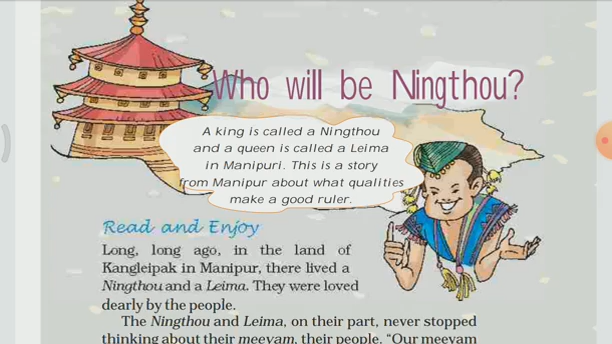 Who will be Ningthou?
A king is called a Ningthou
and a queen is called a Leima
in Manipuri. This is a story
from Manipur about what qualities
make a good ruler.
Read and Enjoy
Long, long ago, in the land of
Kangleipak in Manipur, there lived a
Ningthou and a Leima. They were loved
dearly by the people.
The Ningthou and Leima, on their part, never stopped
thinking about their meeyam, their people. "Our meeyam